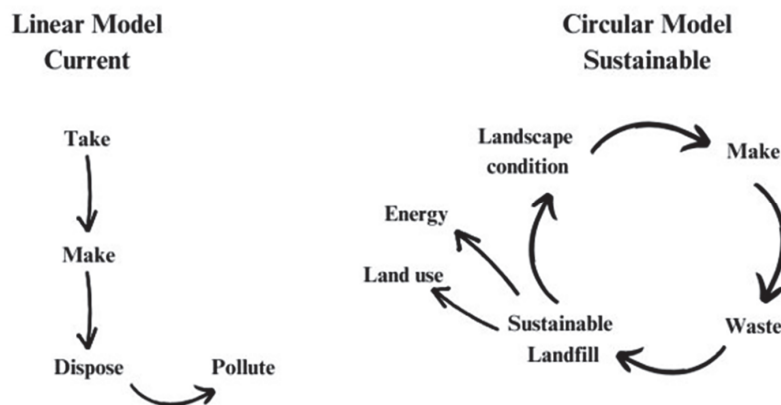 Linear Model
Current
Take
Make
Dispose
Pollute
Circular Model
Sustainable
Landscape
condition
Make
Energy
Land use
Sustainable
Landfill
Waste